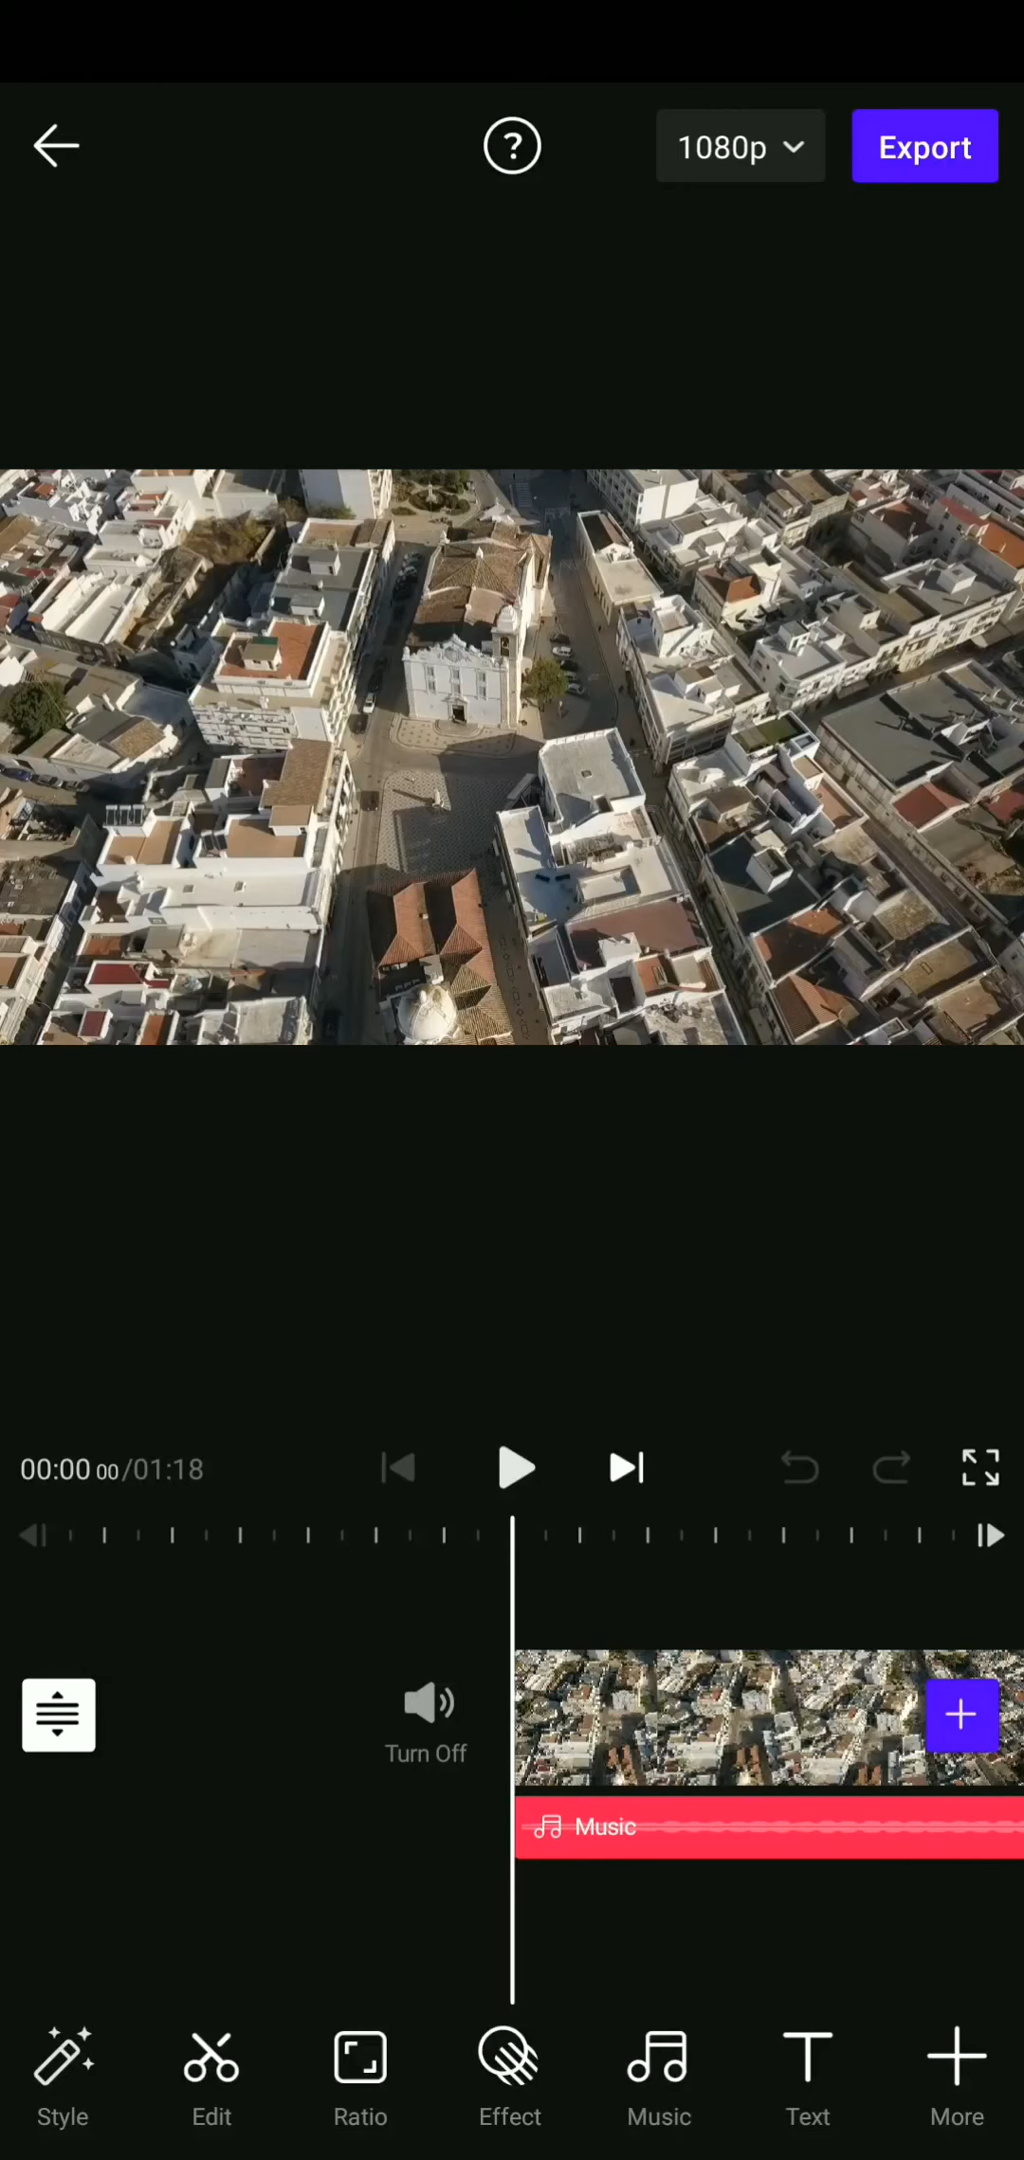 ?
1080p
Export
00:00 00/01:18
Turn Off
Music
Style
Edit
Ratio
Effect
Music
Text
More